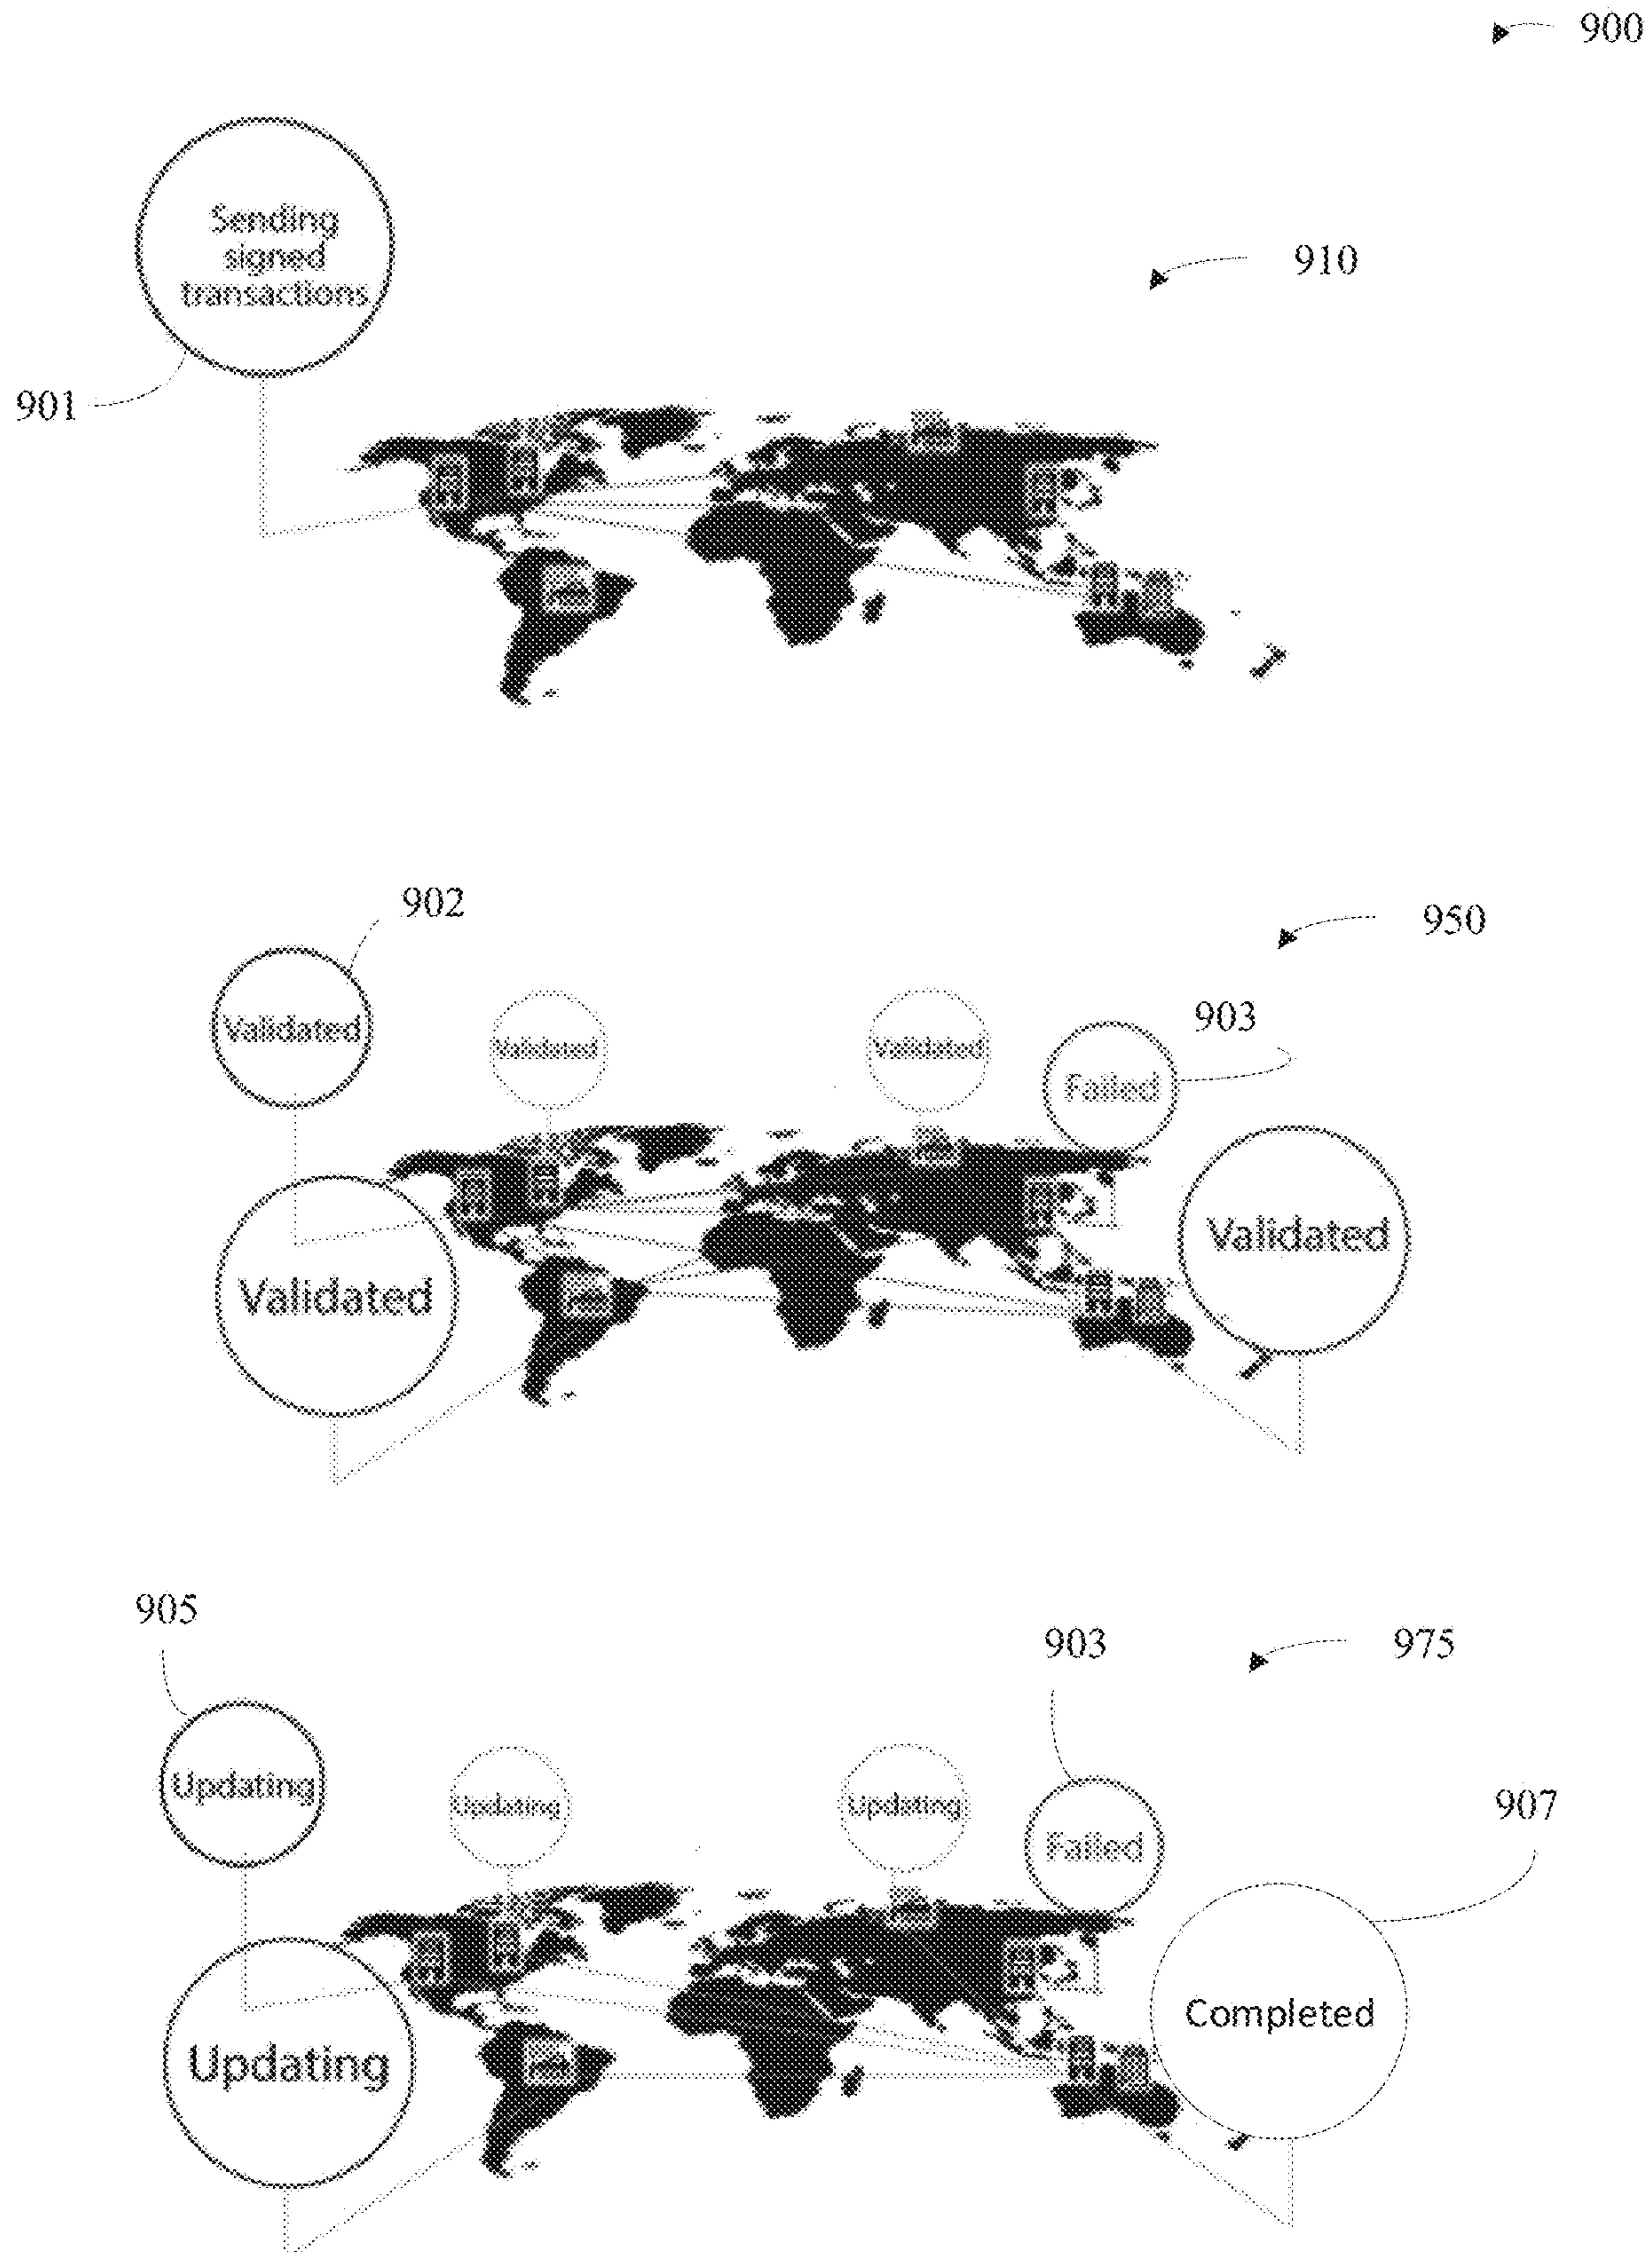 900
Sending
signed
transactions
910
901
902
950
Validated
Validated
Validated
903
Failed
Validated
Validated
905
903
975
Updating
Updating
Updating
Failed
907
Updating
Completed